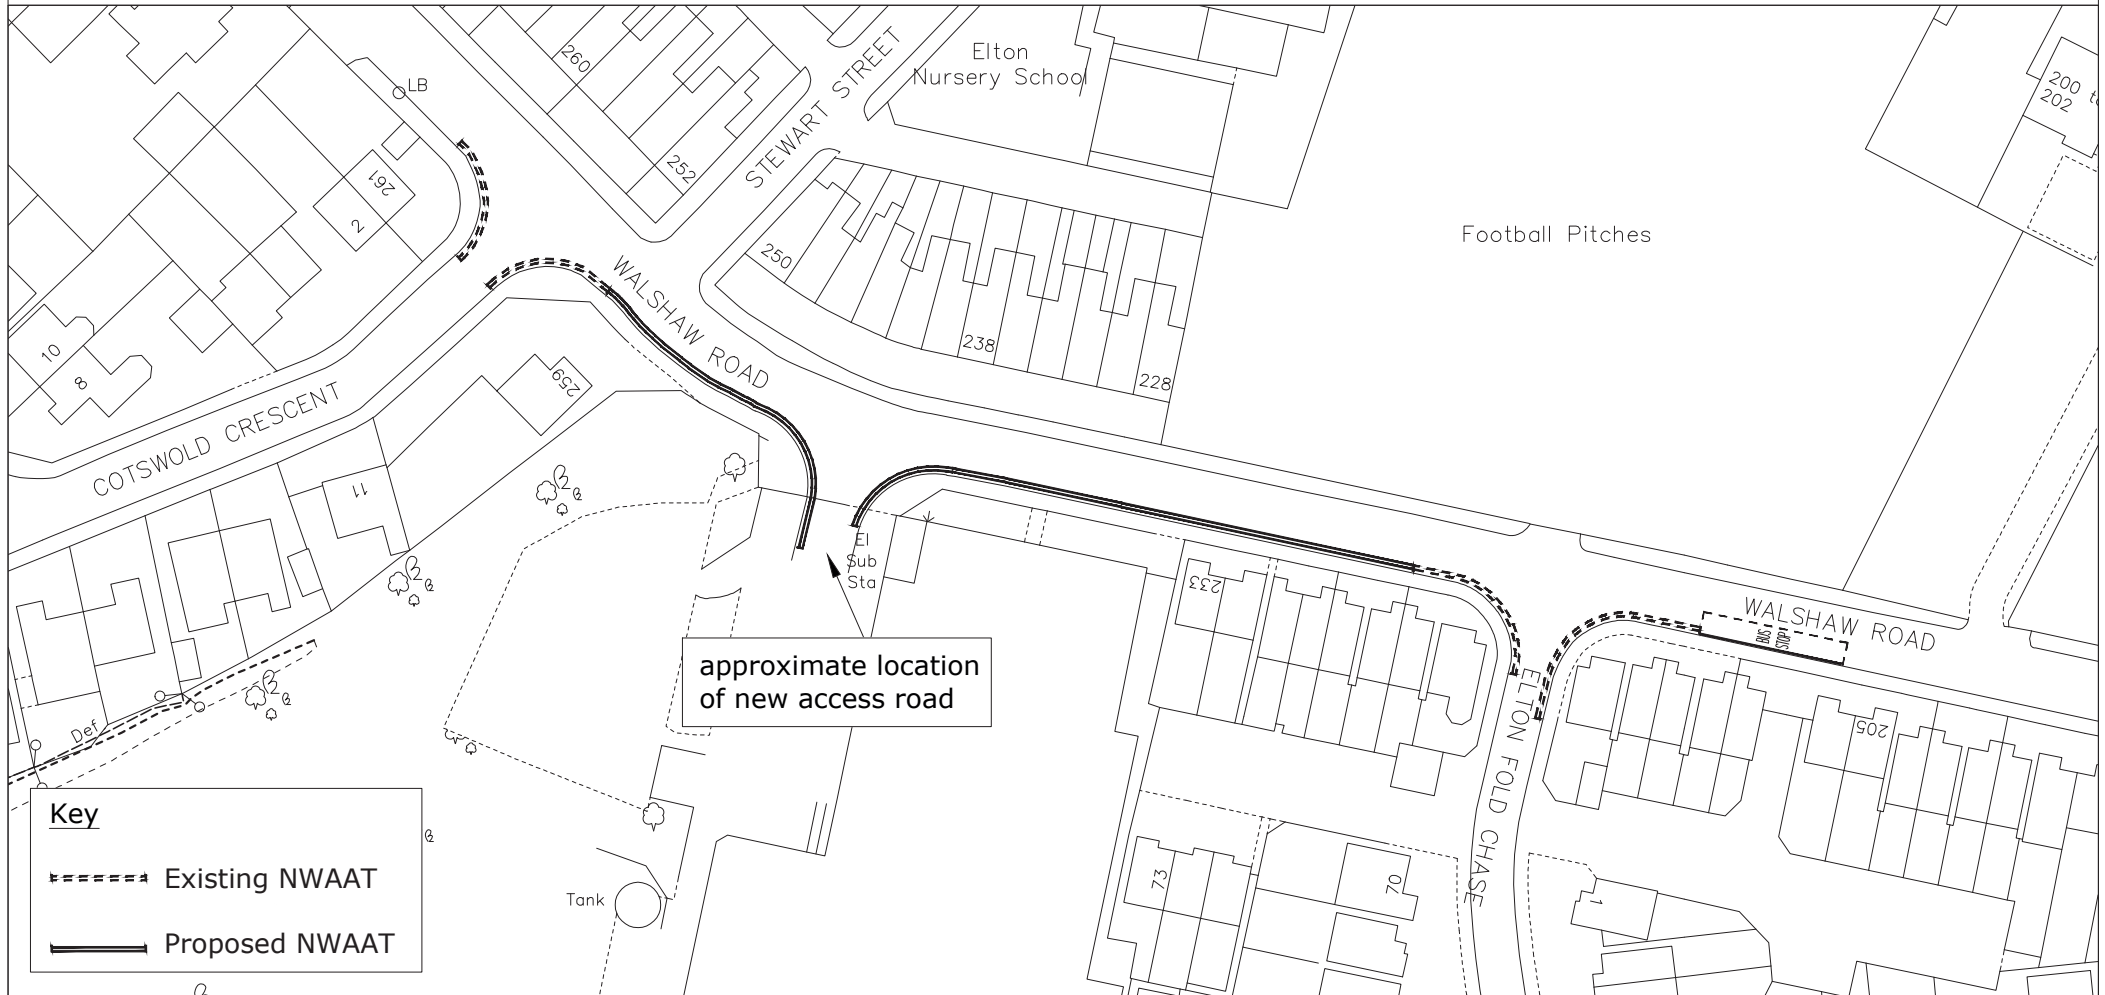 LB
260
252
261
2
STEWART STREET
Elton
Nursery School
200 to
202
Football Pitches
250
238
228
WALSHAW ROAD
10
8
259
COTSWOLD CRESCENT
11
El
Sub
Sta
233
approximate location
of new access road
BUS
STOP
WALSHAW ROAD
205
ELTON FOLD CHASE
Def
Key
Existing NWAAT
Proposed NWAAT
Tank
73
70
1